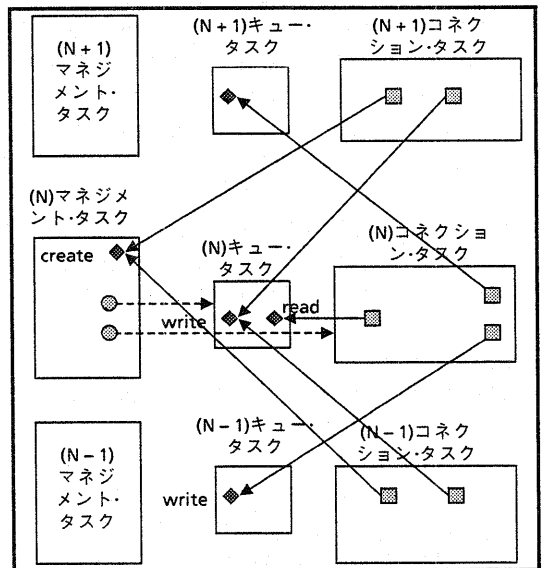 (N+1)
マネジ
メント・
タスク
(N+1)キュー・
タスク
(N+1)コネク
ション・タスク
(N)マネジメ
ント・タスク
create
(N)キュー・
タスク
write
read
(N)コネクショ
ン・タスク
(N-1)
マネジ
メント・
タスク
(N-1)キュー・
タスク
write
(N-1)コネク
ション・タスク